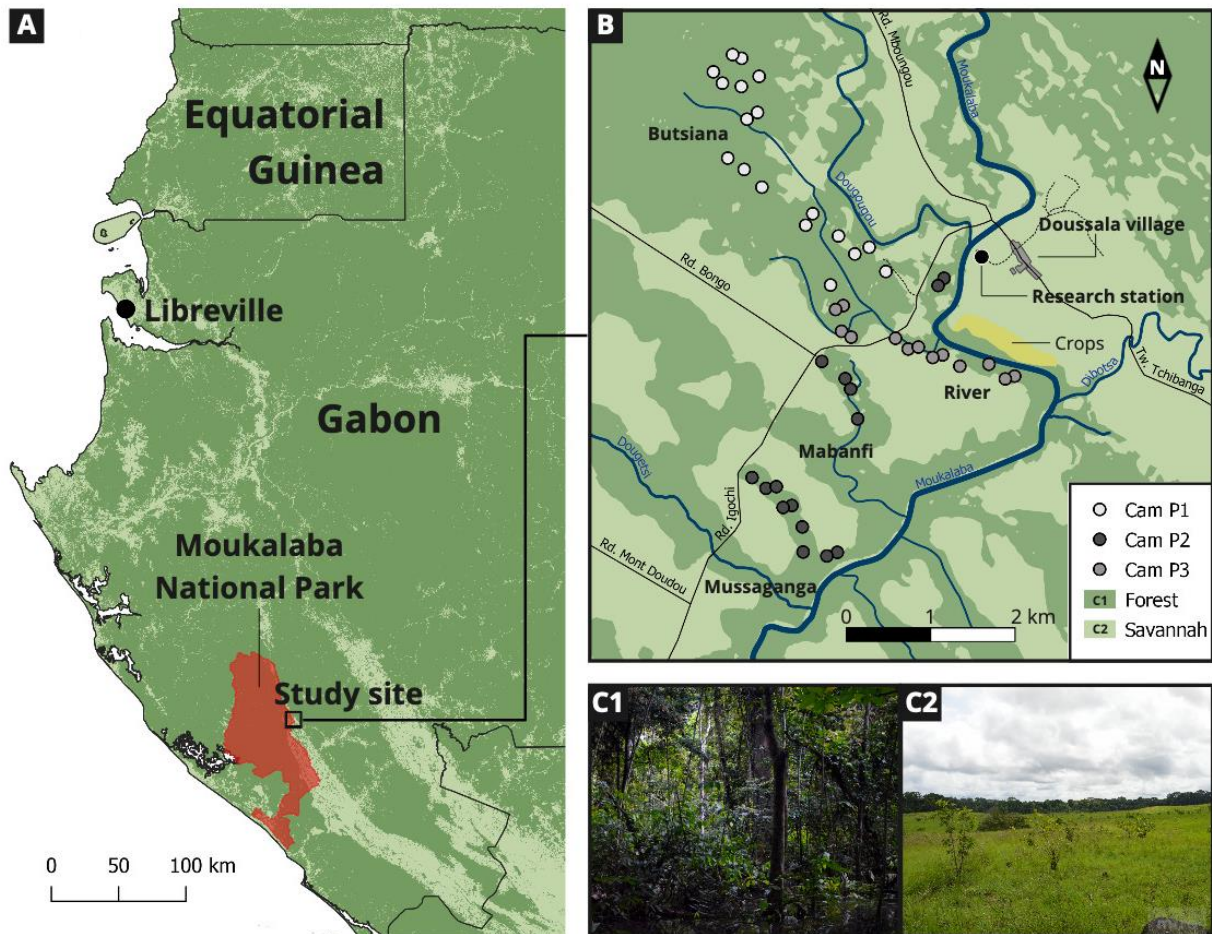 A
Equatorial
Guinea
Libreville
Gabon
Moukalaba
National Park
Study site
0 50 100 km
B
Rd. Mboungou
Moukalaba
N
Butsiana
Dougougou
Doussala village
Rd. Bongo
Research station
Crops
Dibotsa
Tw. Tchibanga
River
Mabanfi
Dougetsi
Moukalaba
Rd. Igochi
Rd. Mont Doudou
Mussaganga
0 1 2 km
Cam P1
Cam P2
Cam P3
C1 Forest
C2 Savannah
C1
C2